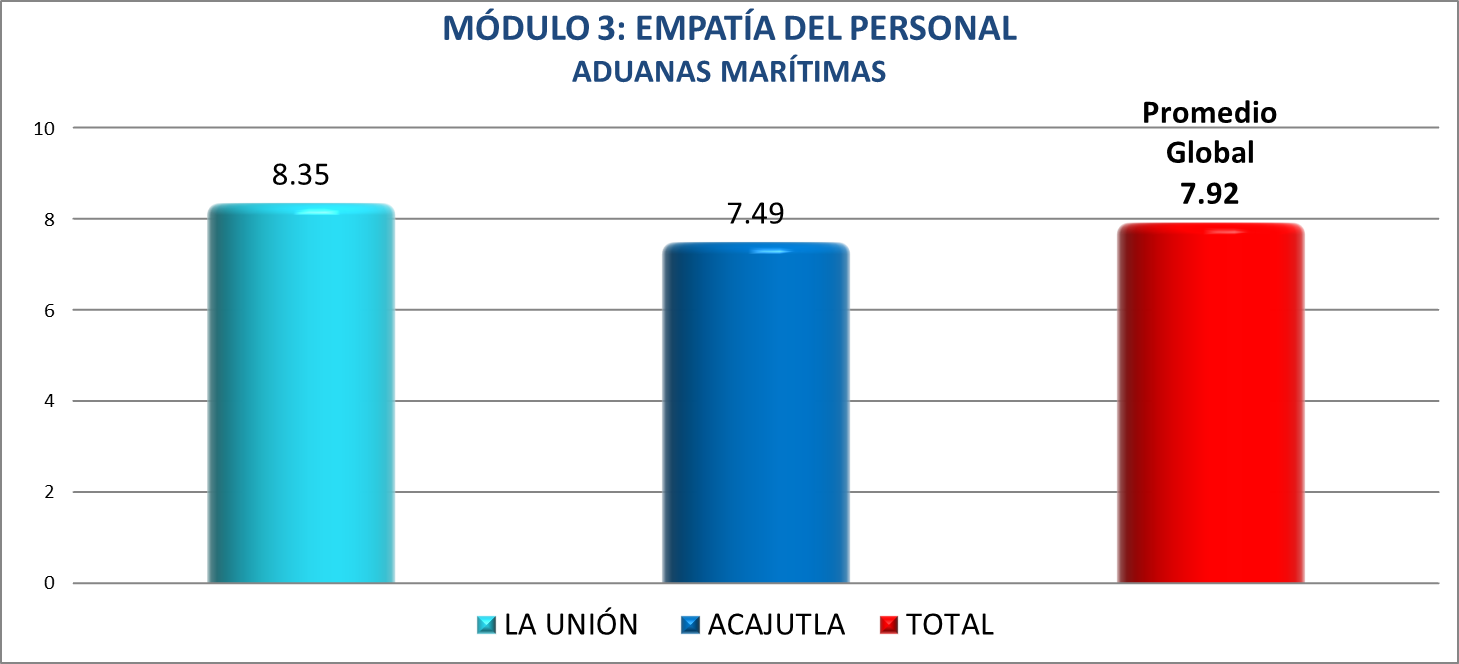 MÓDULO 3: EMPATÍA DEL PERSONAL
ADUANAS MARÍTIMAS
Promedio
Global
7.92
8.35
7.49
10
8
6
4
2
0
LA UNIÓN
ACAJUTLA
TOTAL